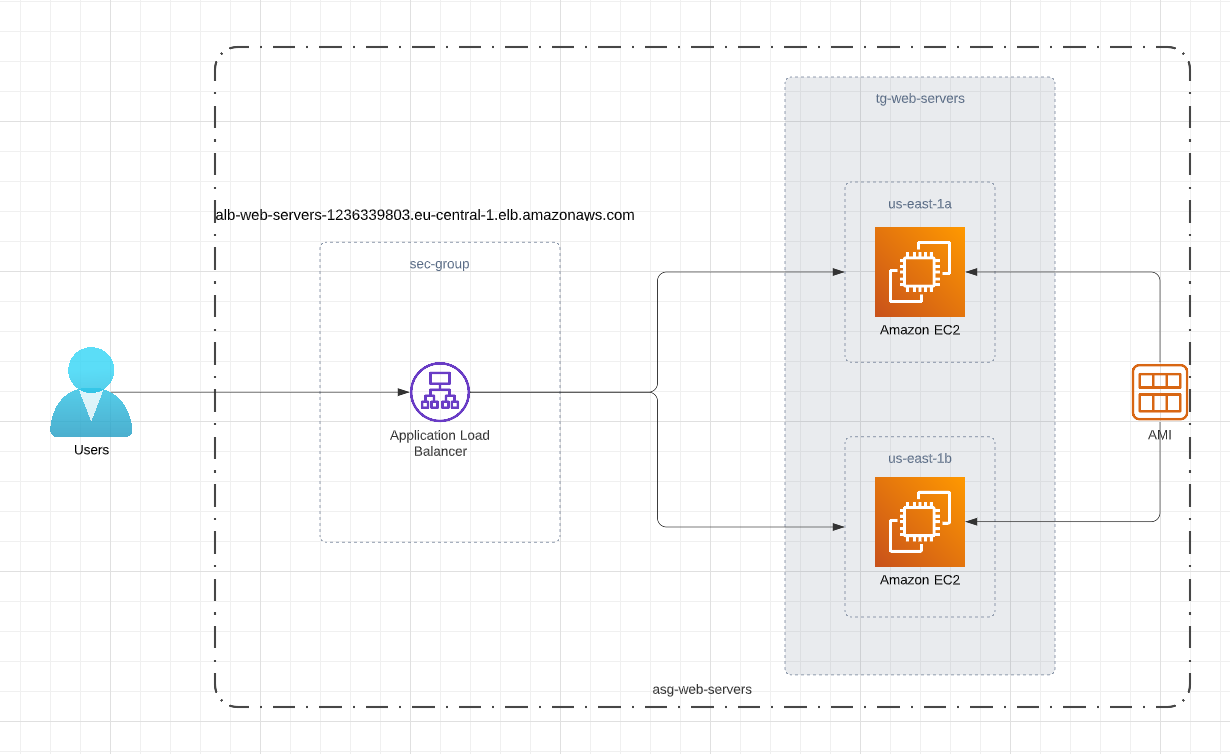 tg-web-servers
us-east-1a
alb-web-servers-1236339803.eu-central-1.elb.amazonaws.com
sec-group
Amazon EC2
Users
Application Load
Balancer
AMI
us-east-1b
Amazon EC2
asg-web-servers